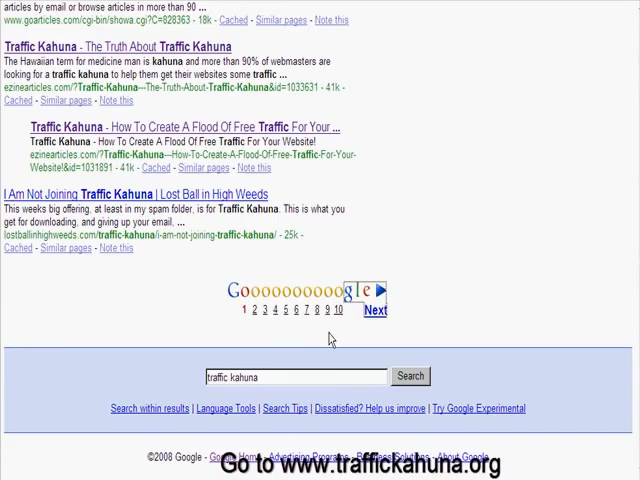 articles by email or browse articles in more than 90 ...
www.goarticles.com/cgi-bin/showa.cgi?C=828363 - 18k - Cached - Similar pages - Note this
Traffic Kahuna - The Truth About Traffic Kahuna
The Hawaiian term for medicine man is kahuna and more than 90% of webmasters are
looking for a traffic kahuna to help them get their websites some traffic ...
ezinearticles.com/?Traffic-Kahuna---The-Truth-About-Traffic-Kahuna&id=1033631 - 41k -
Cached - Similar pages - Note this
Traffic Kahuna - How To Create A Flood Of Free Traffic For Your ...
Traffic Kahuna - How To Create A Flood Of Free Traffic For Your Website!
ezinearticles.com/?Traffic-Kahuna---How-To-Create-A-Flood-Of-Free-Traffic-For-Your-
Website!&id=1031891 - 41k - Cached - Similar pages - Note this
I Am Not Joining Traffic Kahuna | Lost Ball in High Weeds
This weeks big offering, at least in my spam folder, is for Traffic Kahuna. This is what you
get for downloading, and giving up your email, ...
lostballinhighweeds.com/traffic-kahuna/i-am-not-joining-traffic-kahuna/ - 25k -
Cached - Similar pages - Note this
Goooooooooogle
1 2 3 4 5 6 7 8 9 10 Next
traffic kahuna Search
Search within results | Language Tools | Search Tips | Dissatisfied? Help us improve | Try Google Experimental
©2008 Google - Google Home - Advertising Programs - Business Solutions - About Google
Go to www.traffickahuna.org